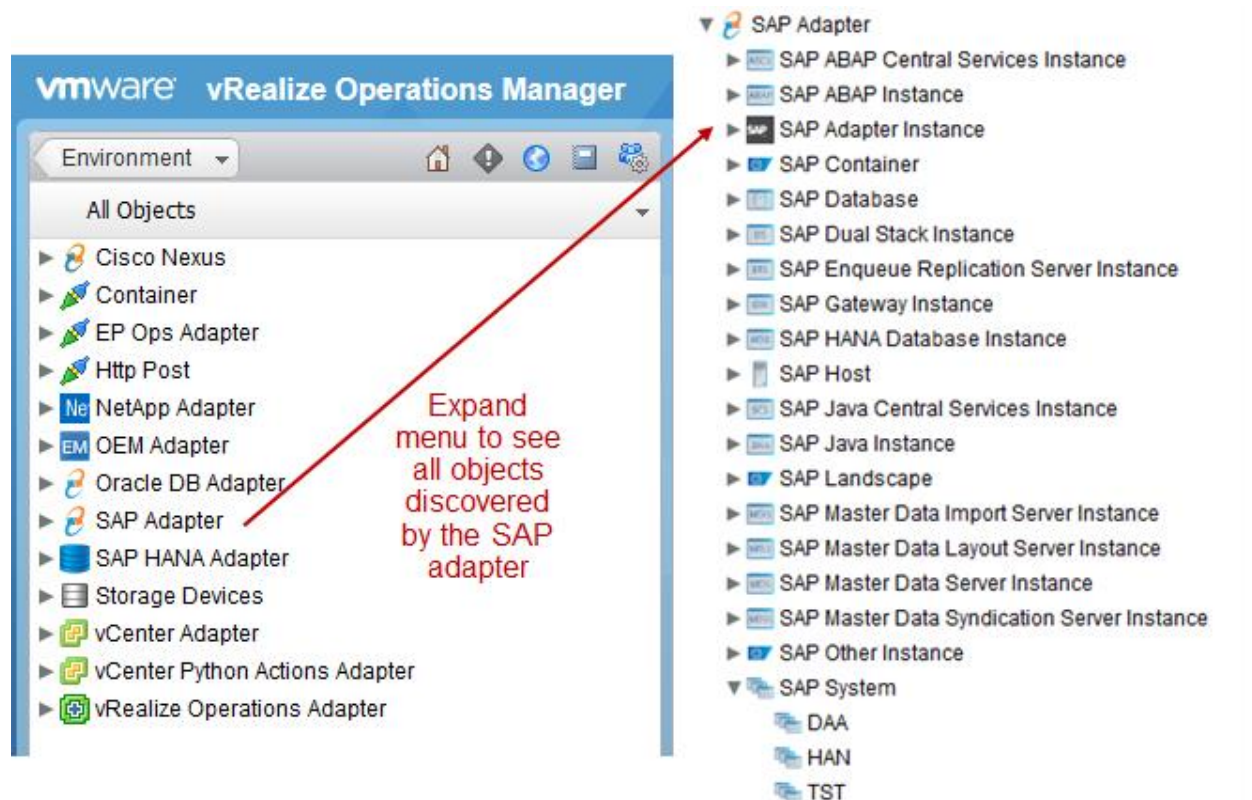 vmware vRealize Operations Manager
Environment
All Objects
Cisco Nexus
Container
EP Ops Adapter
Http Post
Net NetApp Adapter
EM OEM Adapter
Oracle DB Adapter
SAP Adapter
SAP HANA Adapter
Storage Devices
vCenter Adapter
vCenter Python Actions Adapter
vRealize Operations Adapter
Expand
menu to see
all objects
discovered
by the SAP
adapter
SAP Adapter
SAP ABAP Central Services Instance
SAP ABAP Instance
SAP SAP Adapter Instance
SAP Container
SAP Database
SAP Dual Stack Instance
SAP Enqueue Replication Server Instance
SAP Gateway Instance
SAP HANA Database Instance
SAP Host
SAP Java Central Services Instance
SAP Java Instance
SAP Landscape
SAP Master Data Import Server Instance
SAP Master Data Layout Server Instance
SAP Master Data Server Instance
SAP Master Data Syndication Server Instance
SAP Other Instance
SAP System
DAA
HAN
TST